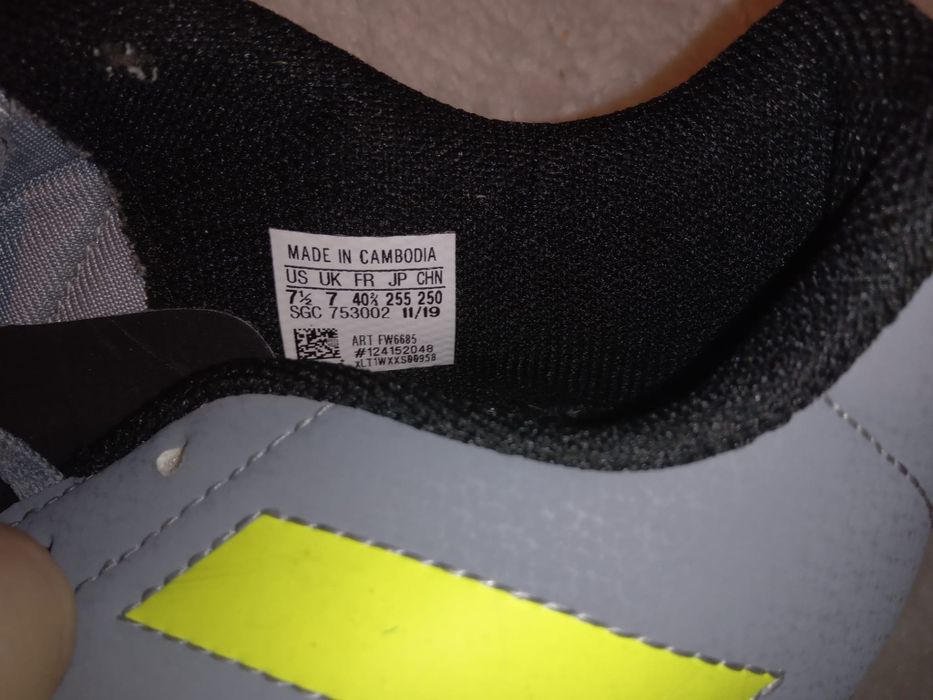 MADE IN CAMBODIA
US UK FR JP CHN
7½ 7 40⅔ 255 250
SGC 753002 11/19
ART FW6685
#124152048